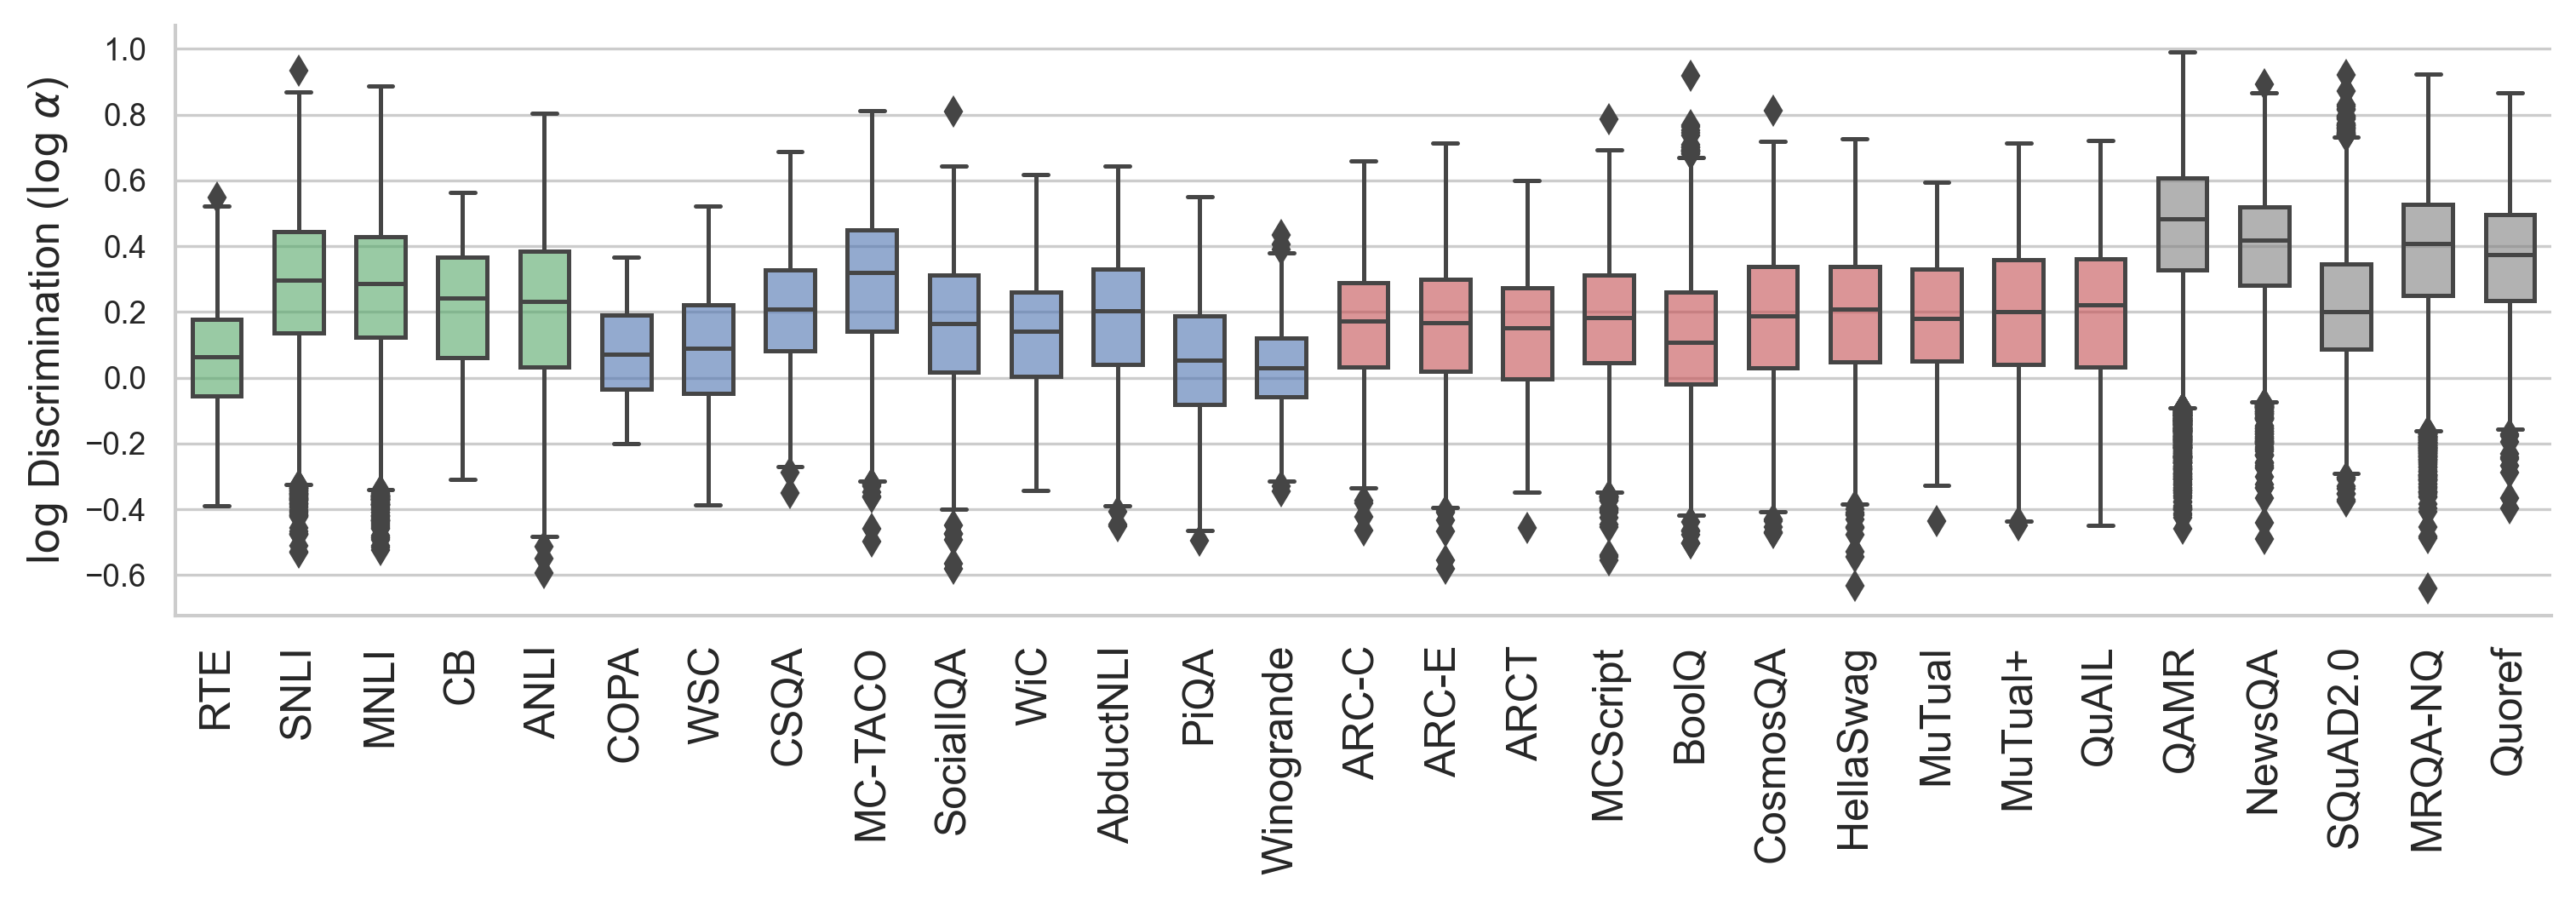 log Discrimination (log α)
1.0
0.8
0.6
0.4
0.2
0.0
−0.2
−0.4
−0.6
RTE
SNLI
MNLI
CB
ANLI
COPA
WSC
CSQA
MC-TACO
SocialIQA
WiC
AbductNLI
PiQA
Winogrande
ARC-C
ARC-E
ARCT
MCScript
BoolQ
CosmosQA
HellaSwag
MuTual
MuTual+
QuAIL
QAMR
NewsQA
SQuAD2.0
MRQA-NQ
Quoref